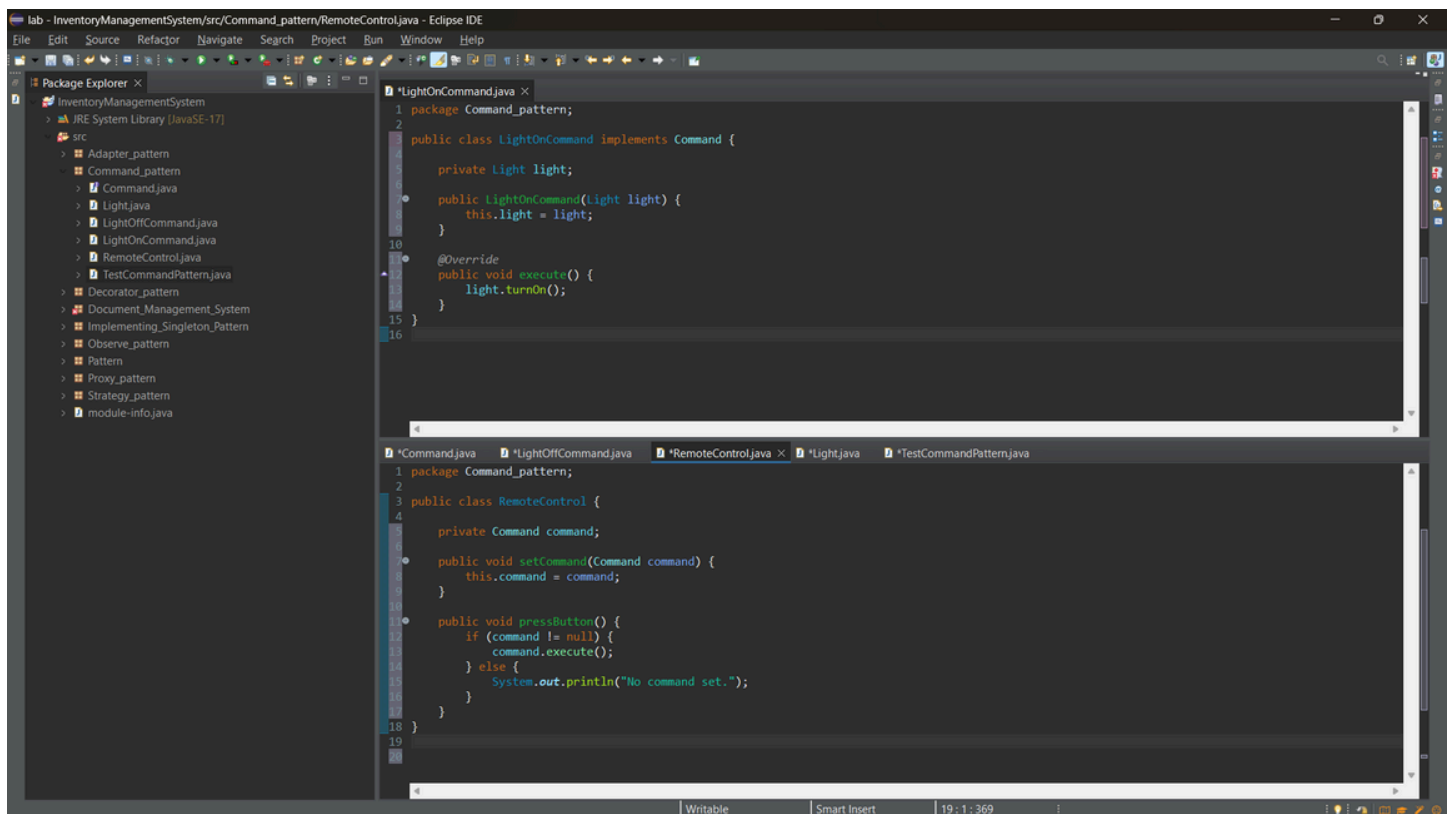 lab - InventoryManagementSystem/src/Command_pattern/RemoteControl.java - Eclipse IDE
File Edit Source Refactor Navigate Search Project Run Window Help
Package Explorer
InventoryManagementSystem
JRE System Library [JavaSE-17]
src
Adapter_pattern
Command_pattern
Command.java
Light.java
LightOffCommand.java
LightOnCommand.java
RemoteControl.java
TestCommandPattern.java
Decorator_pattern
Document_Management_System
Implementing_Singleton_Pattern
Observe_pattern
Pattern
Proxy_pattern
Strategy_pattern
module-info.java
*LightOnCommand.java
1 package Command_pattern;
2
3 public class LightOnCommand implements Command {
4
5     private Light light;
6
7     public LightOnCommand(Light light) {
8         this.light = light;
9     }
10
11     @Override
12     public void execute() {
13         light.turnOn();
14     }
15 }
16
*Command.java *LightOffCommand.java *RemoteControl.java *Light.java *TestCommandPattern.java
1 package Command_pattern;
2
3 public class RemoteControl {
4
5     private Command command;
6
7     public void setCommand(Command command) {
8         this.command = command;
9     }
10
11     public void pressButton() {
12         if (command != null) {
13             command.execute();
14         } else {
15             System.out.println("No command set.");
16         }
17     }
18 }
19
20
Writable Smart Insert 19 : 1 : 369